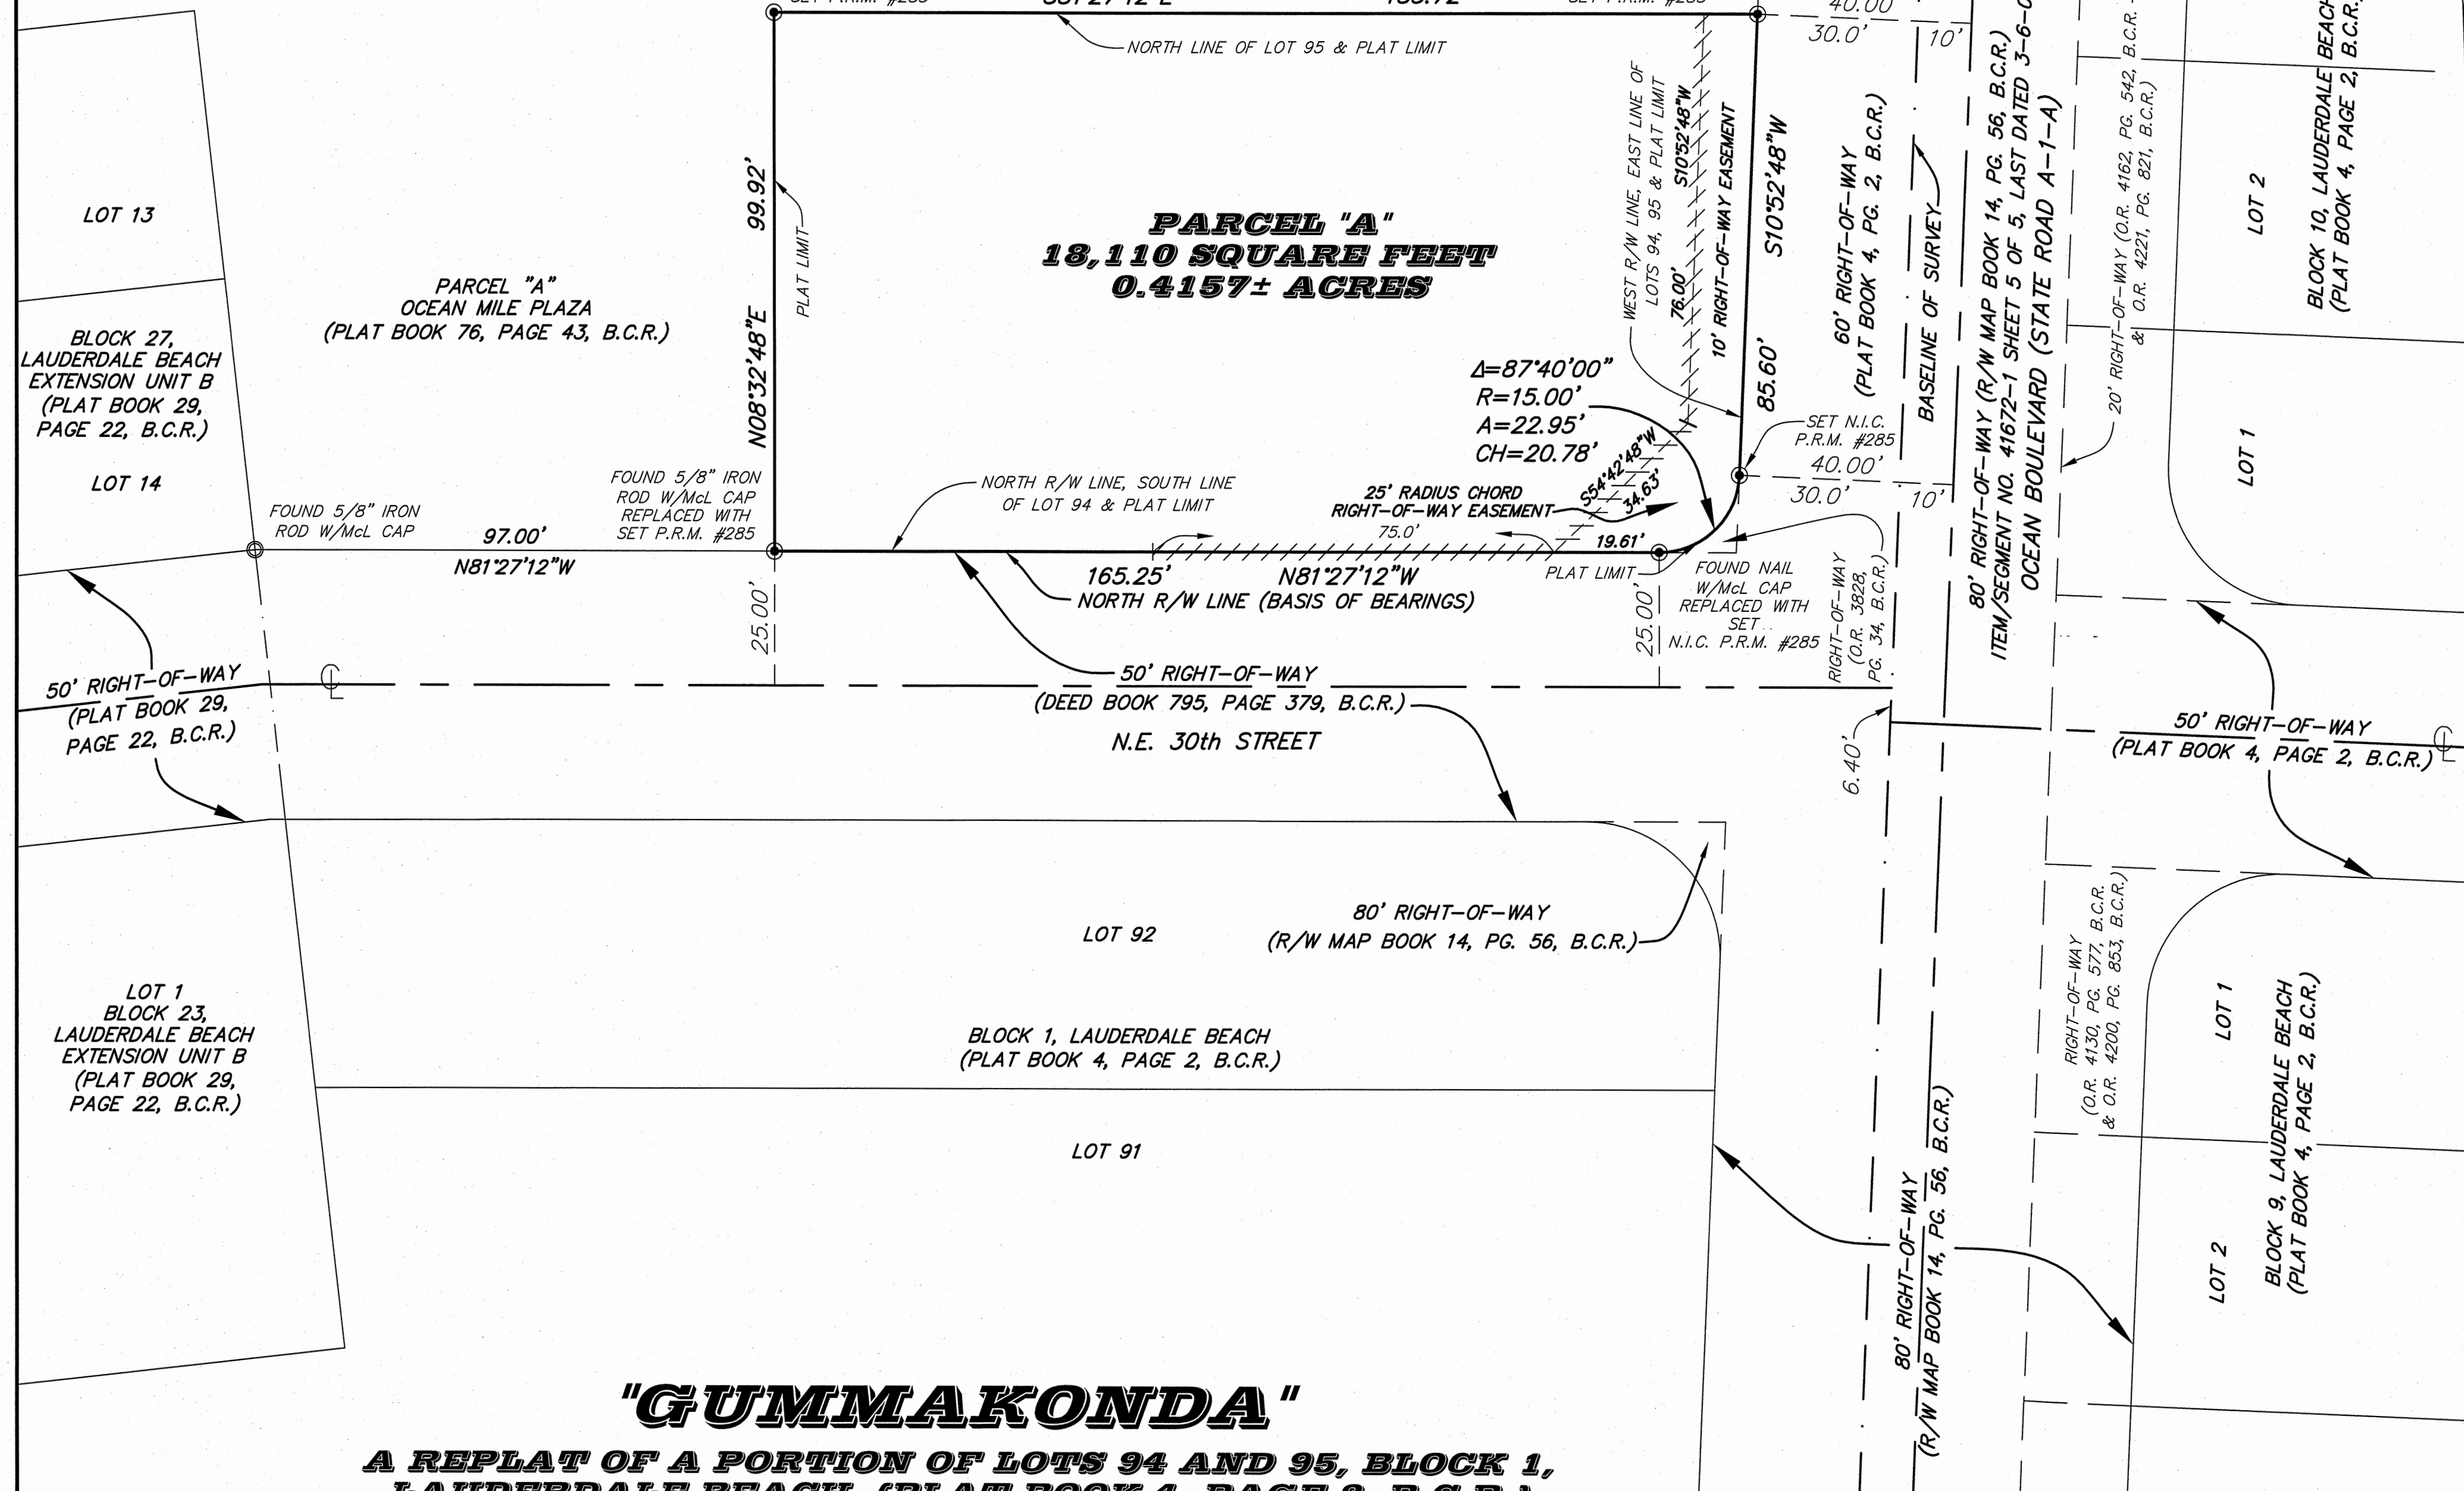 NORTH LINE OF LOT 95 & PLAT LIMIT
40.00'
30.0'
10'
LOT 13
PARCEL "A"
OCEAN MILE PLAZA
(PLAT BOOK 76, PAGE 43, B.C.R.)
BLOCK 27,
LAUDERDALE BEACH
EXTENSION UNIT B
(PLAT BOOK 29,
PAGE 22, B.C.R.)
LOT 14
N08°32'48"E 99.92'
PLAT LIMIT
PARCEL "A"
18,110 SQUARE FEET
0.4157± ACRES
WEST R/W LINE, EAST LINE OF
LOTS 94, 95 & PLAT LIMIT
76.00' S10°52'48"W
10' RIGHT-OF-WAY EASEMENT
85.60' S10°52'48"W
60' RIGHT-OF-WAY
(PLAT BOOK 4, PG. 2, B.C.R.)
BASELINE OF SURVEY
80' RIGHT-OF-WAY (R/W MAP BOOK 14, PG. 56, B.C.R.)
ITEM/SEGMENT NO. 41672-1 SHEET 5 OF 5, LAST DATED 3-6-
OCEAN BOULEVARD (STATE ROAD A-1-A)
20' RIGHT-OF-WAY (O.R. 4162, PG. 542, B.C.R.
& O.R. 4221, PG. 821, B.C.R.)
LOT 2
BLOCK 10, LAUDERDALE BEACH
(PLAT BOOK 4, PAGE 2, B.C.R.)
LOT 1
Δ=87°40'00"
R=15.00'
A=22.95'
CH=20.78'
S54°42'48"W
34.63'
SET N.I.C.
P.R.M. #285
40.00'
30.0'
10'
FOUND 5/8" IRON
ROD W/McL CAP
97.00'
N81°27'12"W
FOUND 5/8" IRON
ROD W/McL CAP
REPLACED WITH
SET P.R.M. #285
NORTH R/W LINE, SOUTH LINE
OF LOT 94 & PLAT LIMIT
25' RADIUS CHORD
RIGHT-OF-WAY EASEMENT
75.0'
19.61'
165.25' N81°27'12"W
NORTH R/W LINE (BASIS OF BEARINGS)
PLAT LIMIT
FOUND NAIL
W/McL CAP
REPLACED WITH
SET
N.I.C. P.R.M. #285
RIGHT-OF-WAY
(O.R. 3828,
PG. 34, B.C.R.)
25.00'
25.00'
50' RIGHT-OF-WAY
(PLAT BOOK 29,
PAGE 22, B.C.R.)
50' RIGHT-OF-WAY
(DEED BOOK 795, PAGE 379, B.C.R.)
N.E. 30th STREET
6.40'
50' RIGHT-OF-WAY
(PLAT BOOK 4, PAGE 2, B.C.R.)
LOT 92
80' RIGHT-OF-WAY
(R/W MAP BOOK 14, PG. 56, B.C.R.)
RIGHT-OF-WAY
(O.R. 4130, PG. 577, B.C.R.
& O.R. 4200, PG. 853, B.C.R.)
LOT 1
BLOCK 23,
LAUDERDALE BEACH
EXTENSION UNIT B
(PLAT BOOK 29,
PAGE 22, B.C.R.)
BLOCK 1, LAUDERDALE BEACH
(PLAT BOOK 4, PAGE 2, B.C.R.)
LOT 91
LOT 1
BLOCK 9, LAUDERDALE BEACH
(PLAT BOOK 4, PAGE 2, B.C.R.)
LOT 2
80' RIGHT-OF-WAY
(R/W MAP BOOK 14, PG. 56, B.C.R.)
"GUMMAKONDA"
A REPLAT OF A PORTION OF LOTS 94 AND 95, BLOCK 1,
LAUDERDALE BEACH, (PLAT BOOK 4, PAGE 2, B.C.R.)